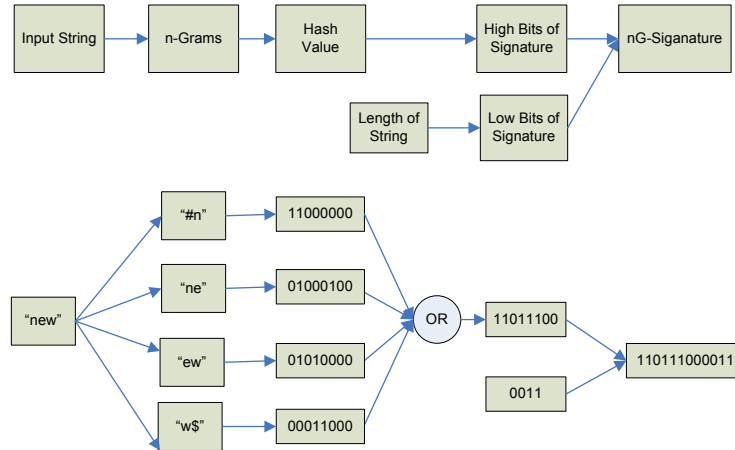 Input String
n-Grams
Hash
Value
High Bits of
Signature
nG-Siganature
Length of
String
Low Bits of
Signature
“new”
“#n”
11000000
“ne”
01000100
“ew”
01010000
“w$”
00011000
OR
11011100
0011
110111000011